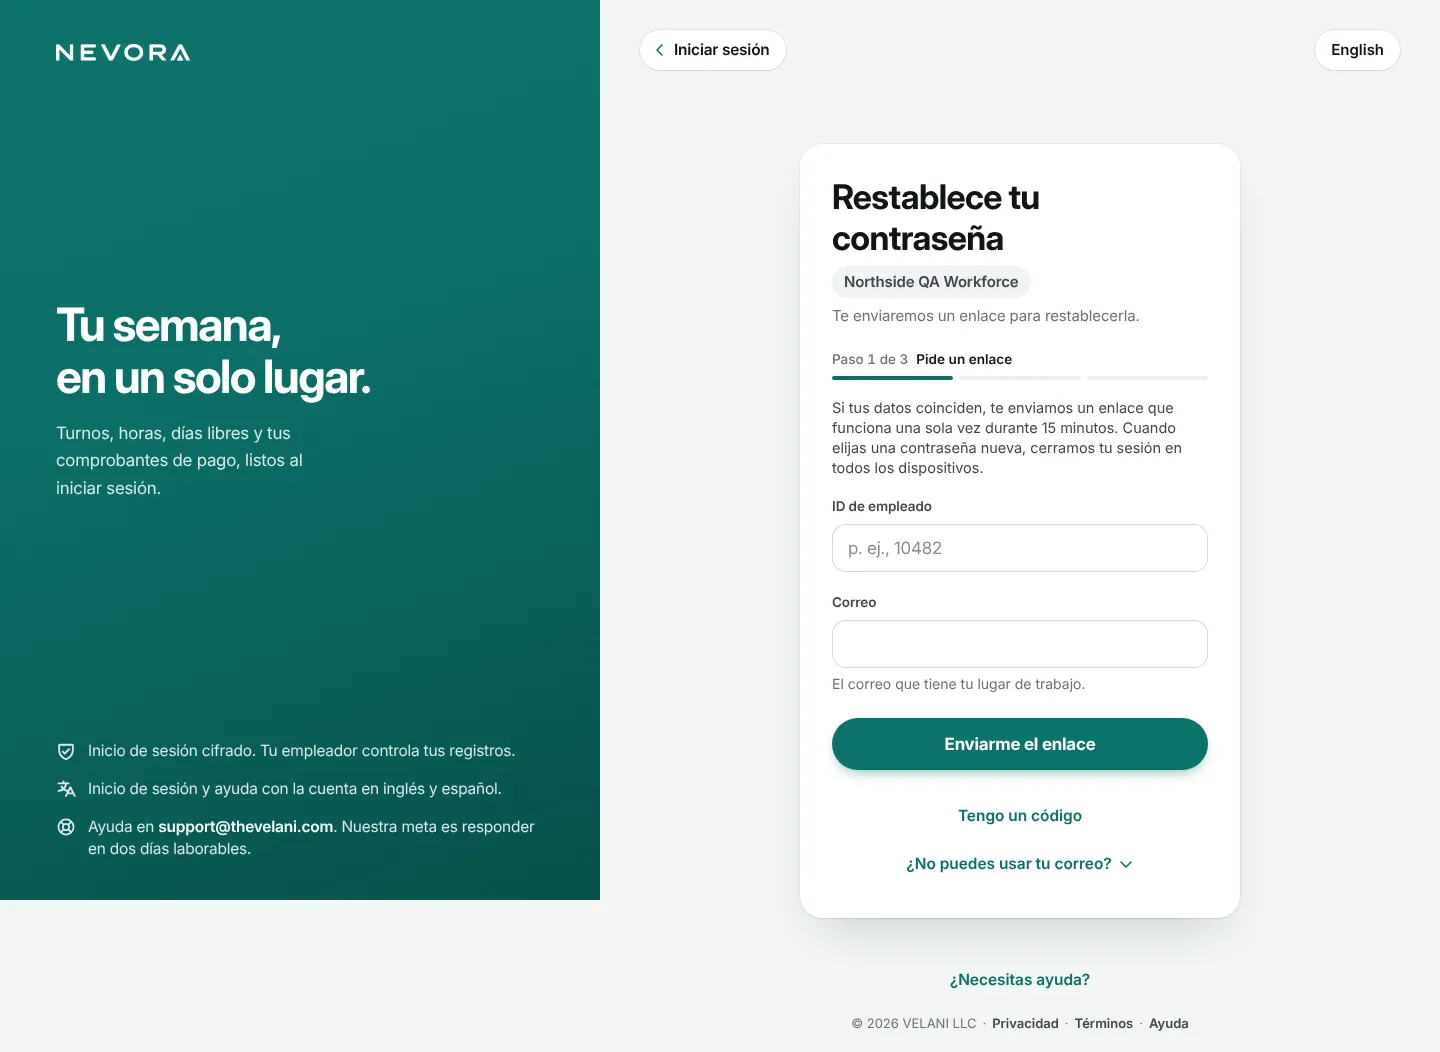 NEVORA
Tu semana,
en un solo lugar.
Turnos, horas, días libres y tus
comprobantes de pago, listos al
iniciar sesión.
Inicio de sesión cifrado. Tu empleador controla tus registros.
Inicio de sesión y ayuda con la cuenta en inglés y español.
Ayuda en support@thevelani.com. Nuestra meta es responder
en dos días laborables.
Iniciar sesión
English
Restablece tu
contraseña
Northside QA Workforce
Te enviaremos un enlace para restablecerla.
Paso 1 de 3 Pide un enlace
Si tus datos coinciden, te enviamos un enlace que
funciona una sola vez durante 15 minutos. Cuando
elijas una contraseña nueva, cerramos tu sesión en
todos los dispositivos.
ID de empleado
p. ej., 10482
Correo
El correo que tiene tu lugar de trabajo.
Enviarme el enlace
Tengo un código
¿No puedes usar tu correo?
¿Necesitas ayuda?
© 2026 VELANI LLC · Privacidad · Términos · Ayuda